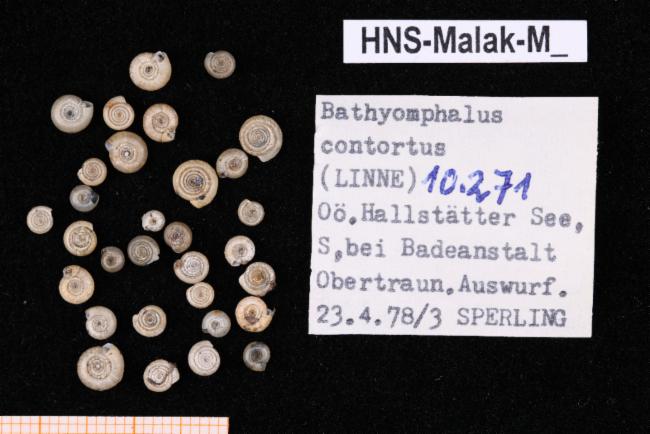 HNS-Malak-M_
Bathyomphalus
contortus
(LINNE) 10.271
Oö,Hallstätter See,
S,bei Badeanstalt
Obertraun.Auswurf.
23.4.78/3 SPERLING